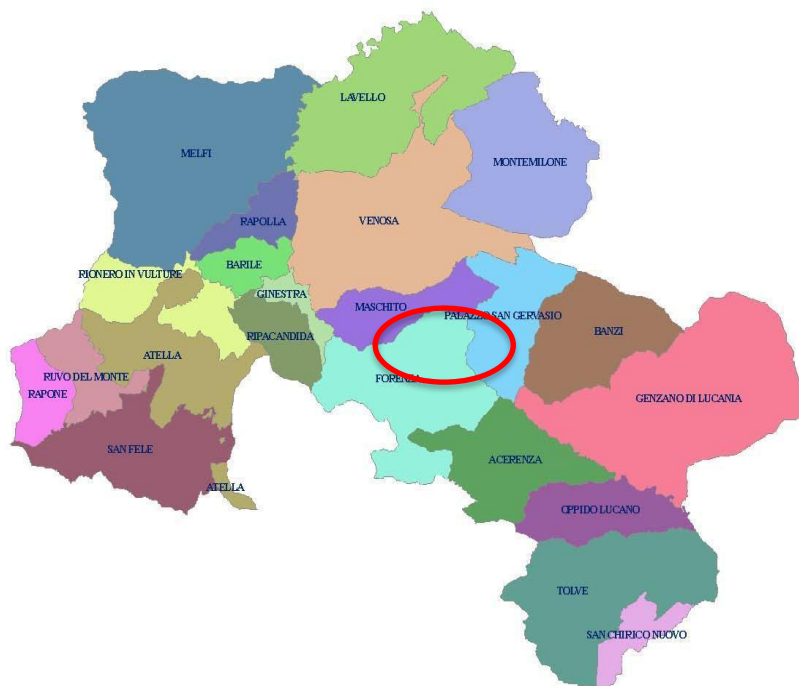 LAVELLO
MELFI
MONTEMILONE
RAPOLLA
VENOSA
BARILE
RIONERO IN VULTURE
GINESTRA
MASCHITO
PALAZZO SAN GERVASIO
BANZI
RIPACANDIDA
ATELLA
RUVO DEL MONTE
FORENZA
RAPONE
GENZANO DI LUCANIA
SAN FELE
ACERENZA
ATELLA
OPPIDO LUCANO
TOLVE
SAN CHIRICO NUOVO